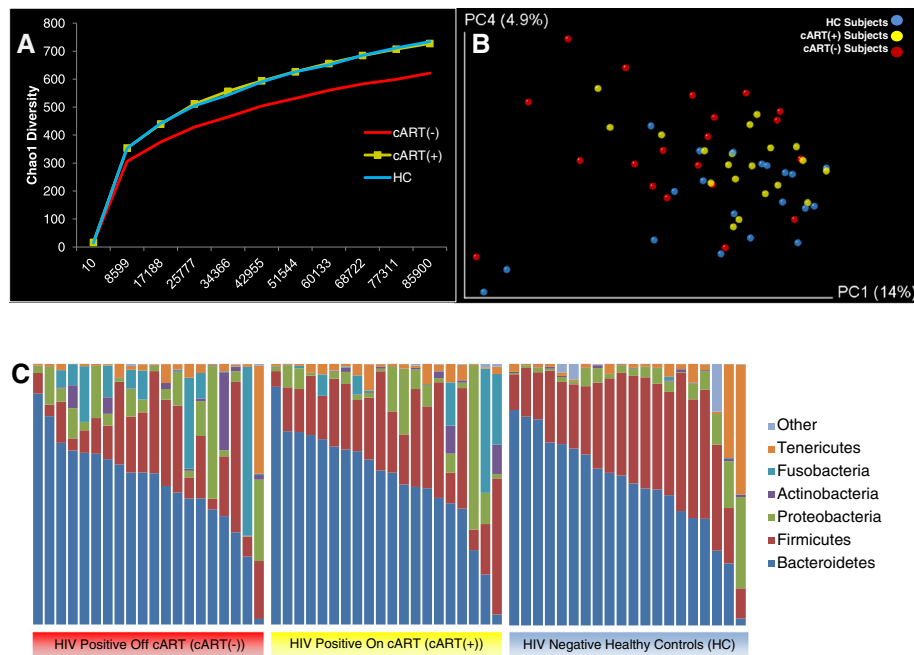 A
Chao1 Diversity
800
700
600
500
400
300
200
100
0
10
8599
17188
25777
34366
42955
51544
60133
68722
77311
85900
cART(-)
cART(+)
HC
PC4 (4.9%)
B
HC Subjects
cART(+) Subjects
cART(-) Subjects
PC1 (14%)
C
Other
Tenericutes
Fusobacteria
Actinobacteria
Proteobacteria
Firmicutes
Bacteroidetes
HIV Positive Off cART (cART(-))
HIV Positive On cART (cART(+))
HIV Negative Healthy Controls (HC)